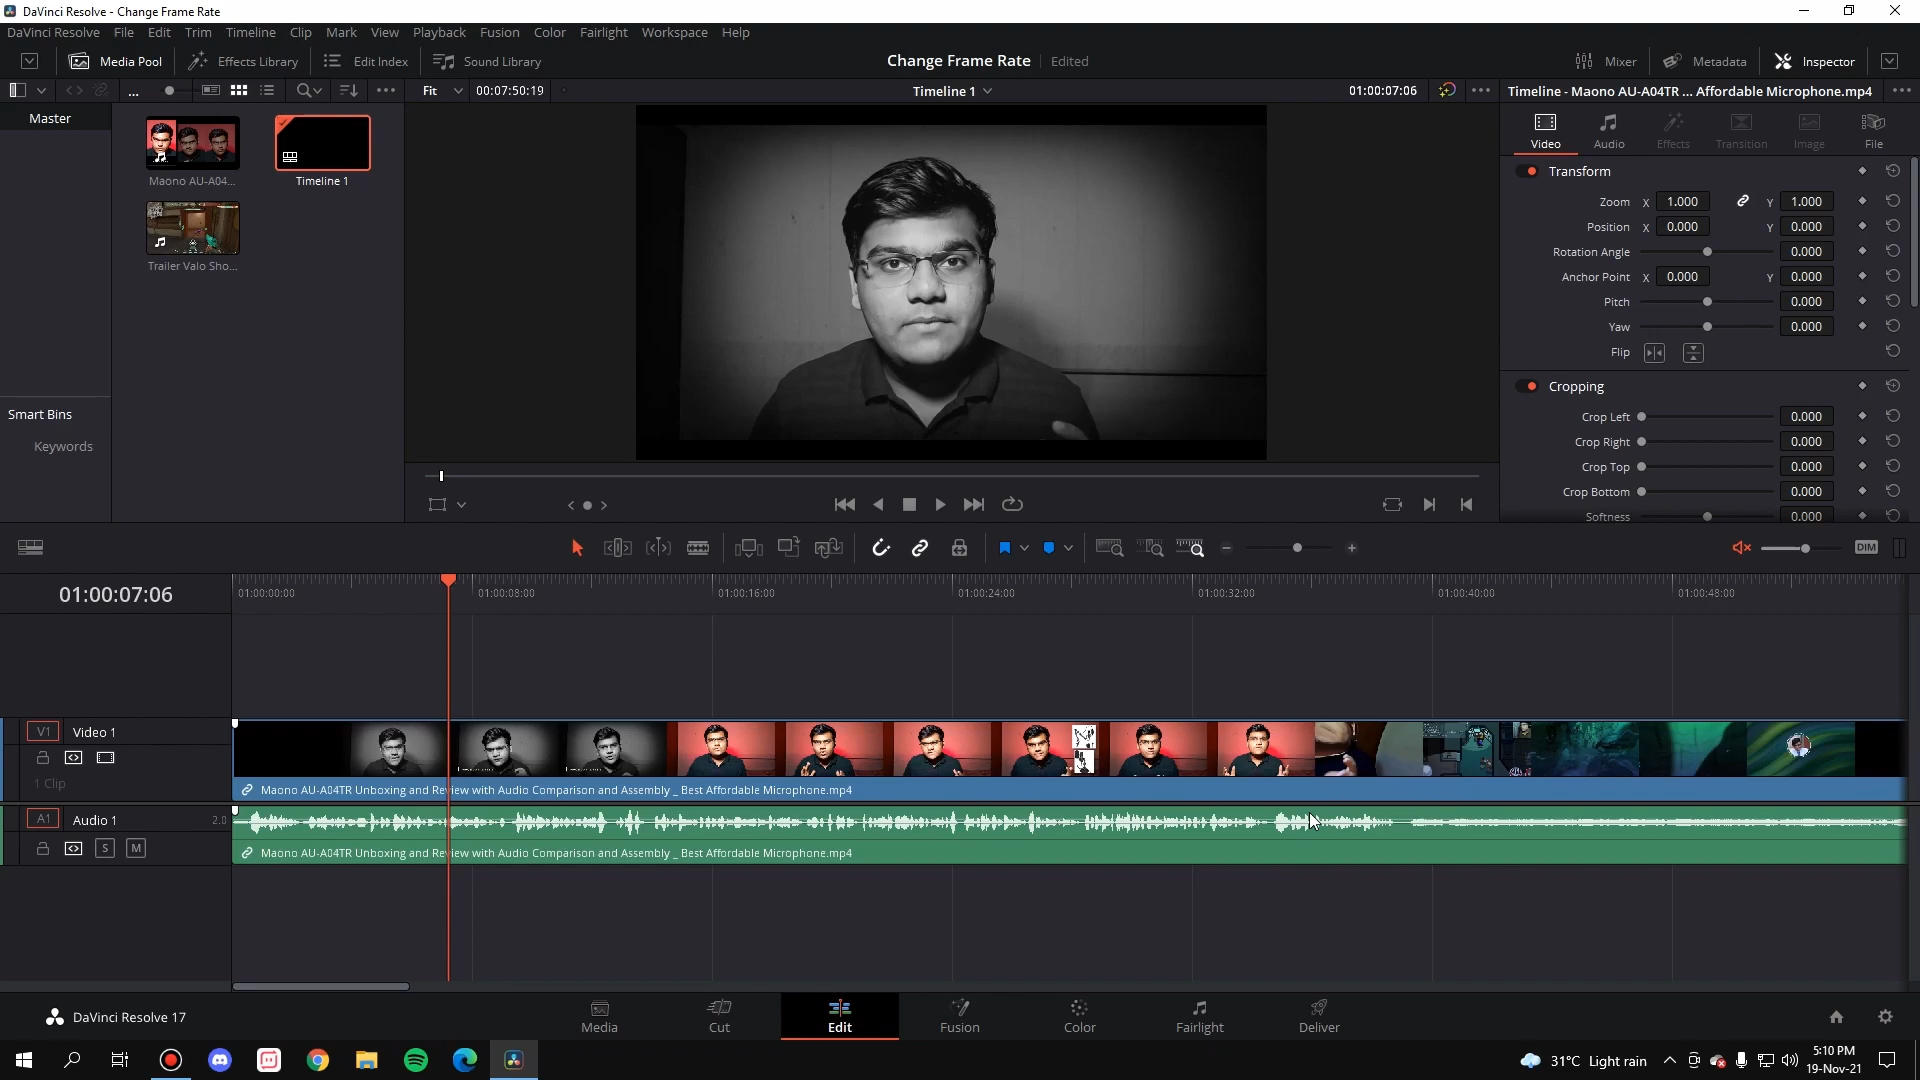 DaVinci Resolve - Change Frame Rate
DaVinci Resolve File Edit Trim Timeline Clip Mark View Playback Fusion Color Fairlight Workspace Help
Media Pool Effects Library Edit Index Sound Library Change Frame Rate Edited Mixer Metadata Inspector
... Fit 00:07:50:19 Timeline 1 01:00:07:06 Timeline - Maono AU-A04TR ... Affordable Microphone.mp4
Master
Video Audio Effects Transition Image File
Maono AU-A04... Timeline 1
Trailer Valo Sho...
Transform
Zoom X 1.000 Y 1.000
Position X 0.000 Y 0.000
Rotation Angle 0.000
Anchor Point X 0.000 Y 0.000
Pitch 0.000
Yaw 0.000
Flip
Cropping
Crop Left 0.000
Crop Right 0.000
Crop Top 0.000
Crop Bottom 0.000
Softness 0.000
Smart Bins
Keywords
DIM
01:00:07:06 01:00:00:00 01:00:08:00 01:00:16:00 01:00:24:00 01:00:32:00 01:00:40:00 01:00:48:00
V1 Video 1
1 Clip
Maono AU-A04TR Unboxing and Review with Audio Comparison and Assembly _ Best Affordable Microphone.mp4
A1 Audio 1 2.0
S M
Maono AU-A04TR Unboxing and Review with Audio Comparison and Assembly _ Best Affordable Microphone.mp4
DaVinci Resolve 17 Media Cut Edit Fusion Color Fairlight Deliver
31°C Light rain 5:10 PM
19-Nov-21